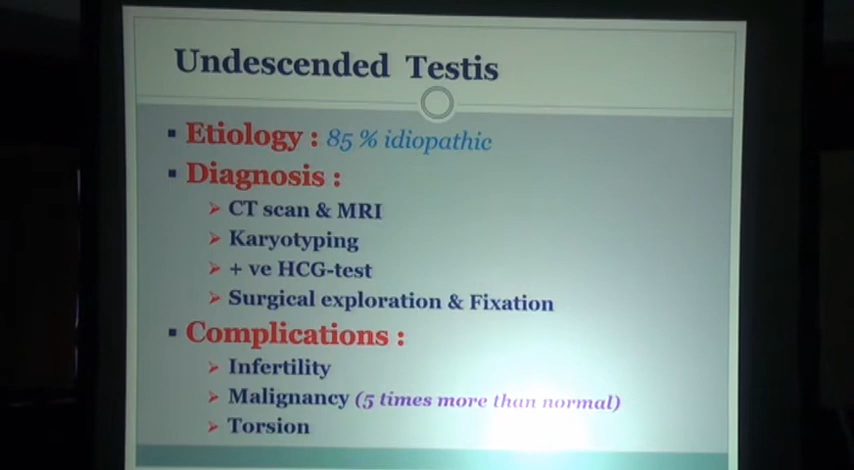 Undescended Testis
Etiology : 85 % idiopathic
Diagnosis :
CT scan & MRI
Karyotyping
+ ve HCG-test
Surgical exploration & Fixation
Complications :
Infertility
Malignancy (5 times more than normal)
Torsion